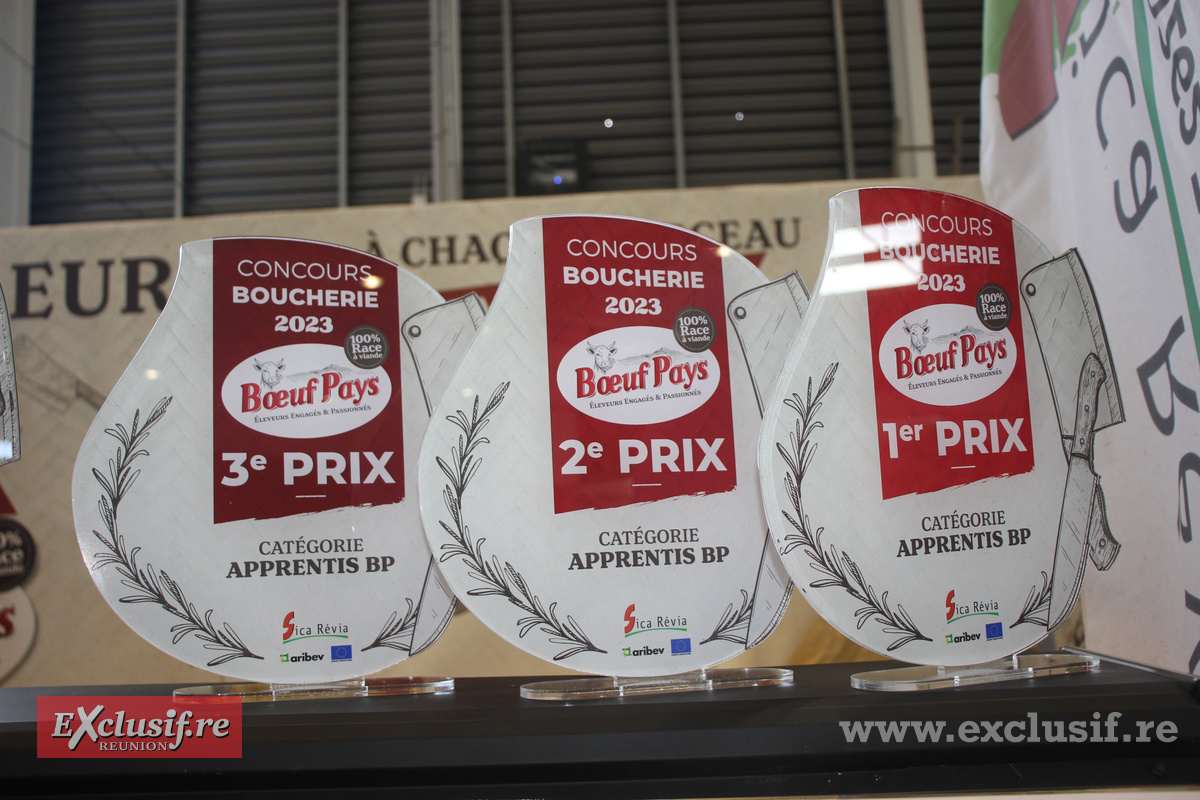 EUR
À CHAQ
CEAU
CONCOURS
BOUCHERIE
2023
100%
Race
à viande
Bœuf Pays
Éleveurs Engagés & Passionnés
3e PRIX
CATÉGORIE
APPRENTIS BP
Sica Révia
aribev
CONCOURS
BOUCHERIE
2023
100%
Race
à viande
Bœuf Pays
Éleveurs Engagés & Passionnés
2e PRIX
CATÉGORIE
APPRENTIS BP
Sica Révia
aribev
CONCOURS
BOUCHERIE
2023
100%
Race
à viande
Bœuf Pays
Éleveurs Engagés & Passionnés
1er PRIX
CATÉGORIE
APPRENTIS BP
Sica Révia
aribev
EXclusif.re
REUNION
www.exclusif.re